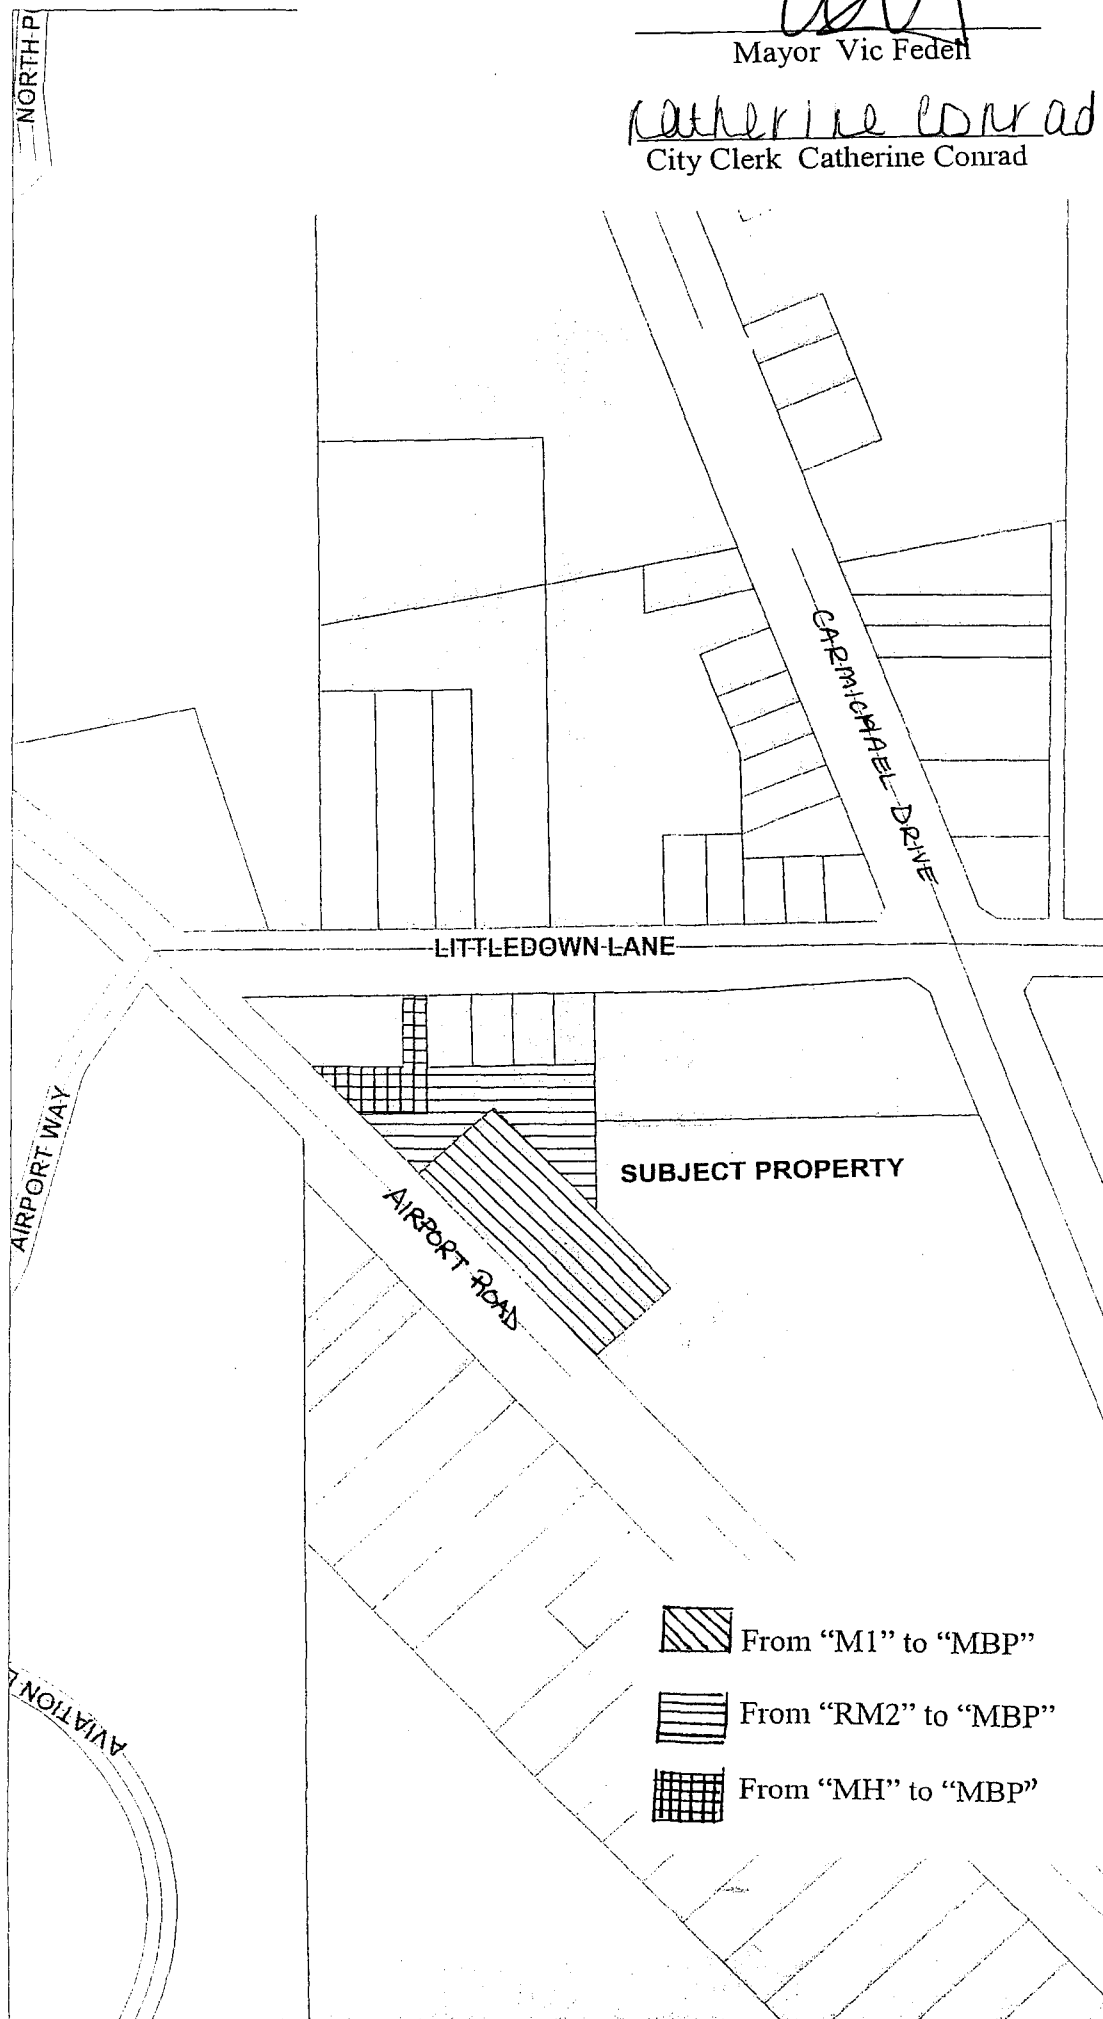 NORTH P
Mayor Vic Fedeli
Catherine Conrad
City Clerk Catherine Conrad
CARMICHAEL DRIVE
LITTLEDOWN LANE
AIRPORT WAY
SUBJECT PROPERTY
AIRPORT ROAD
From “M1” to “MBP”
From “RM2” to “MBP”
From “MH” to “MBP”
AVIATION